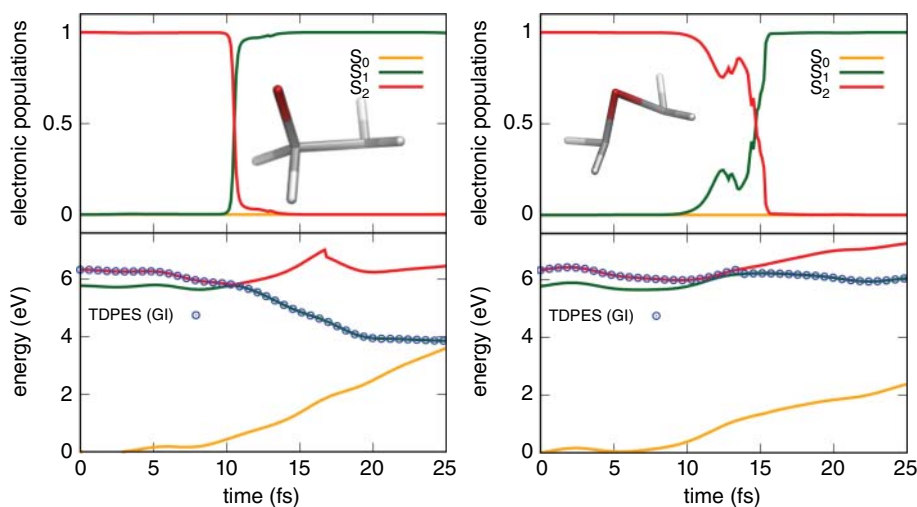 electronic populations
1
0.5
0
S0
S1
S2
energy (eV)
6
4
2
0
TDPES (GI)
0 5 10 15 20 25
time (fs)
electronic populations
1
0.5
0
S0
S1
S2
energy (eV)
6
4
2
0
TDPES (GI)
0 5 10 15 20 25
time (fs)